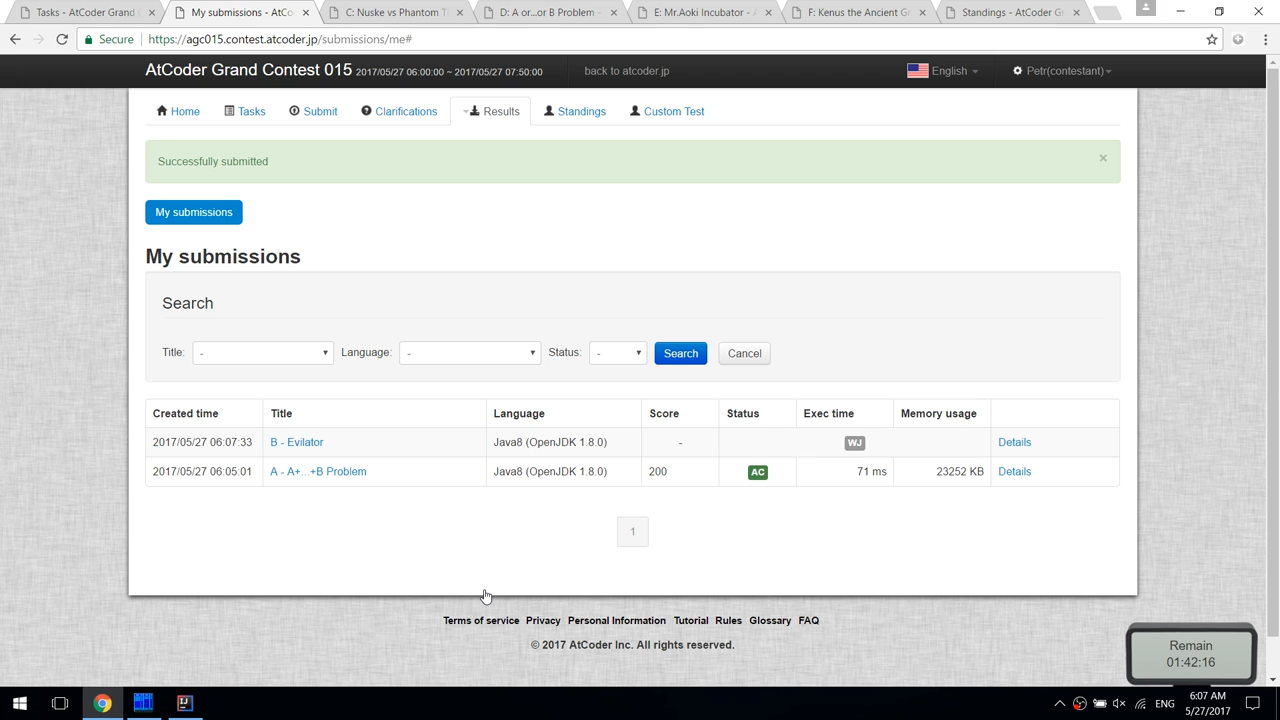 Tasks - AtCoder Grand C
My submissions - AtCo
C: Nuske vs Phantom T
D: A or...or B Problem -
E: Mr.Aoki Incubator - A
F: Kenus the Ancient Gr
Standings - AtCoder Gr
Secure https://agc015.contest.atcoder.jp/submissions/me#
AtCoder Grand Contest 015 2017/05/27 06:00:00 ~ 2017/05/27 07:50:00 back to atcoder.jp English Petr(contestant)
Home Tasks Submit Clarifications Results Standings Custom Test
Successfully submitted ×
My submissions
My submissions
Search
Title: - Language: - Status: - Search Cancel
Created time Title Language Score Status Exec time Memory usage
2017/05/27 06:07:33 B - Evilator Java8 (OpenJDK 1.8.0) - WJ Details
2017/05/27 06:05:01 A - A+...+B Problem Java8 (OpenJDK 1.8.0) 200 AC 71 ms 23252 KB Details
1
Terms of service Privacy Personal Information Tutorial Rules Glossary FAQ
© 2017 AtCoder Inc. All rights reserved.
Remain
01:42:16
ENG
6:07 AM
5/27/2017